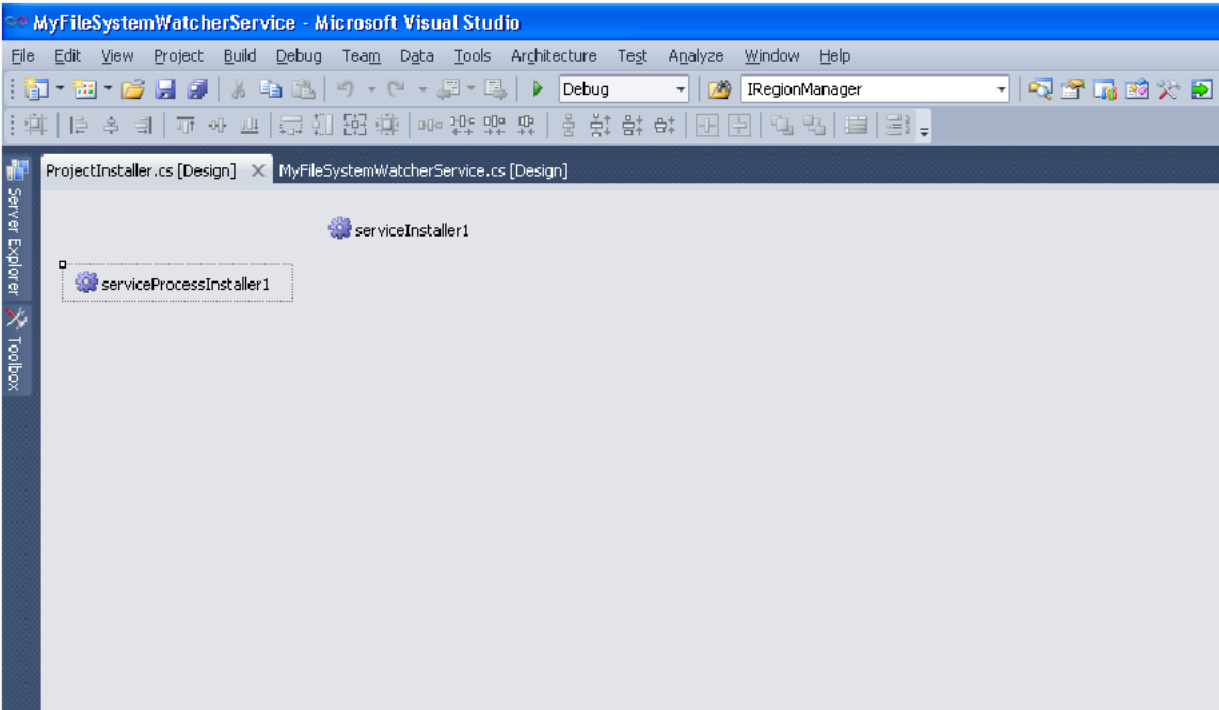 MyFileSystemWatcherService - Microsoft Visual Studio
File Edit View Project Build Debug Team Data Tools Architecture Test Analyze Window Help
Debug IRegionManager
ProjectInstaller.cs [Design] MyFileSystemWatcherService.cs [Design]
Server Explorer
Toolbox
serviceInstaller1
serviceProcessInstaller1